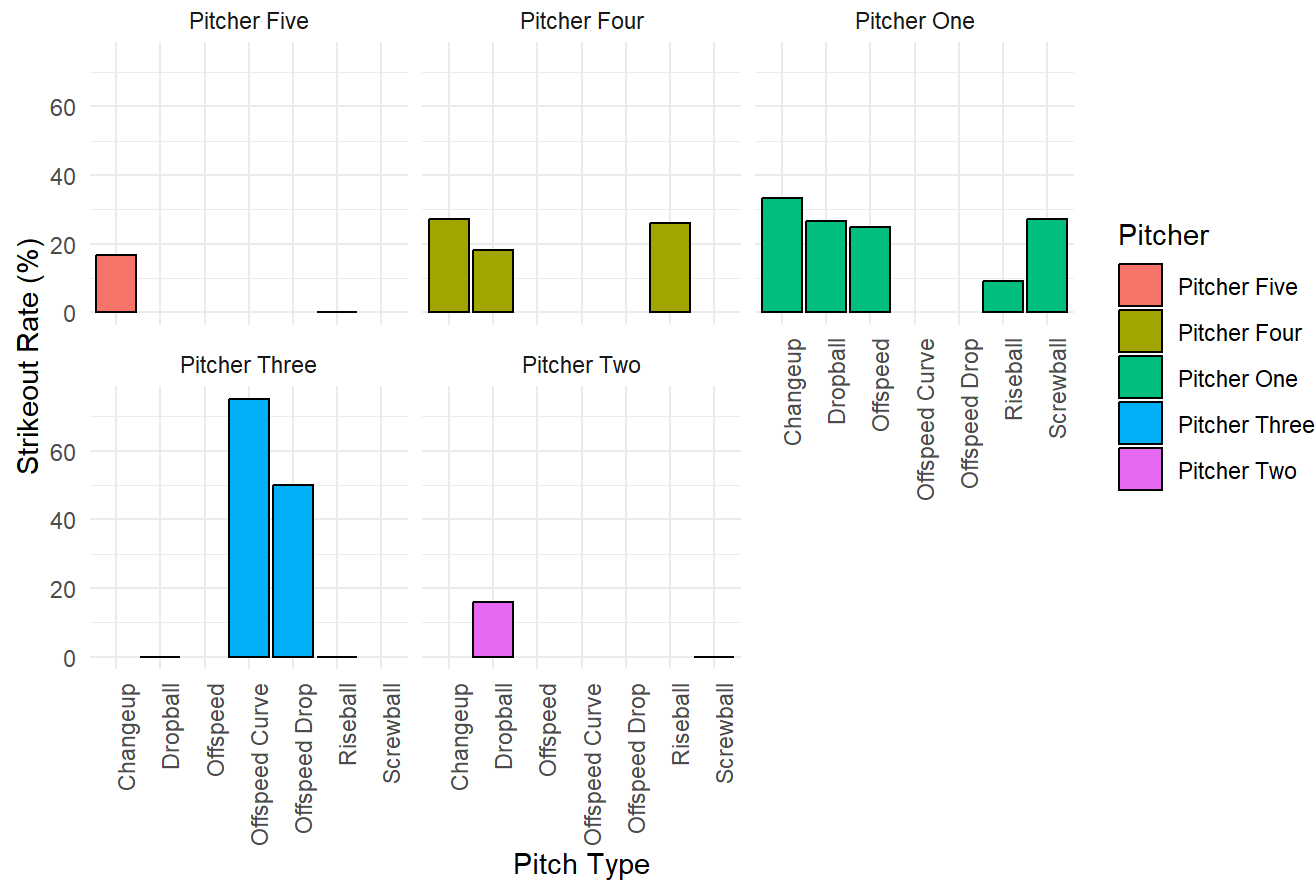 Pitcher Five
Pitcher Four
Pitcher One
60
40
20
0
Changeup
Dropball
Offspeed
Offspeed Curve
Offspeed Drop
Riseball
Screwball
Pitcher Three
Pitcher Two
60
40
20
0
Changeup
Dropball
Offspeed
Offspeed Curve
Offspeed Drop
Riseball
Screwball
Changeup
Dropball
Offspeed
Offspeed Curve
Offspeed Drop
Riseball
Screwball
Strikeout Rate (%)
Pitch Type
Pitcher
Pitcher Five
Pitcher Four
Pitcher One
Pitcher Three
Pitcher Two